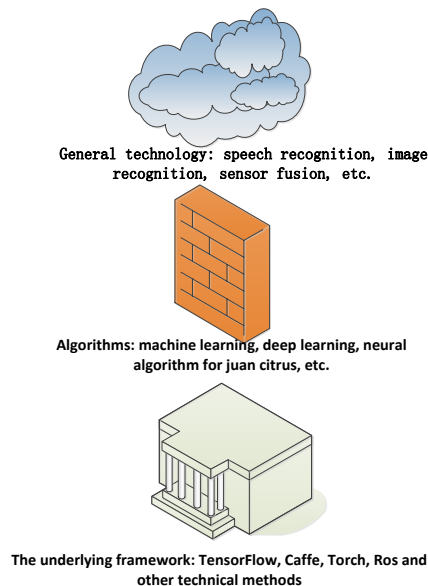 General technology: speech recognition, image
recognition, sensor fusion, etc.
Algorithms: machine learning, deep learning, neural
algorithm for juan citrus, etc.
The underlying framework: TensorFlow, Caffe, Torch, Ros and
other technical methods